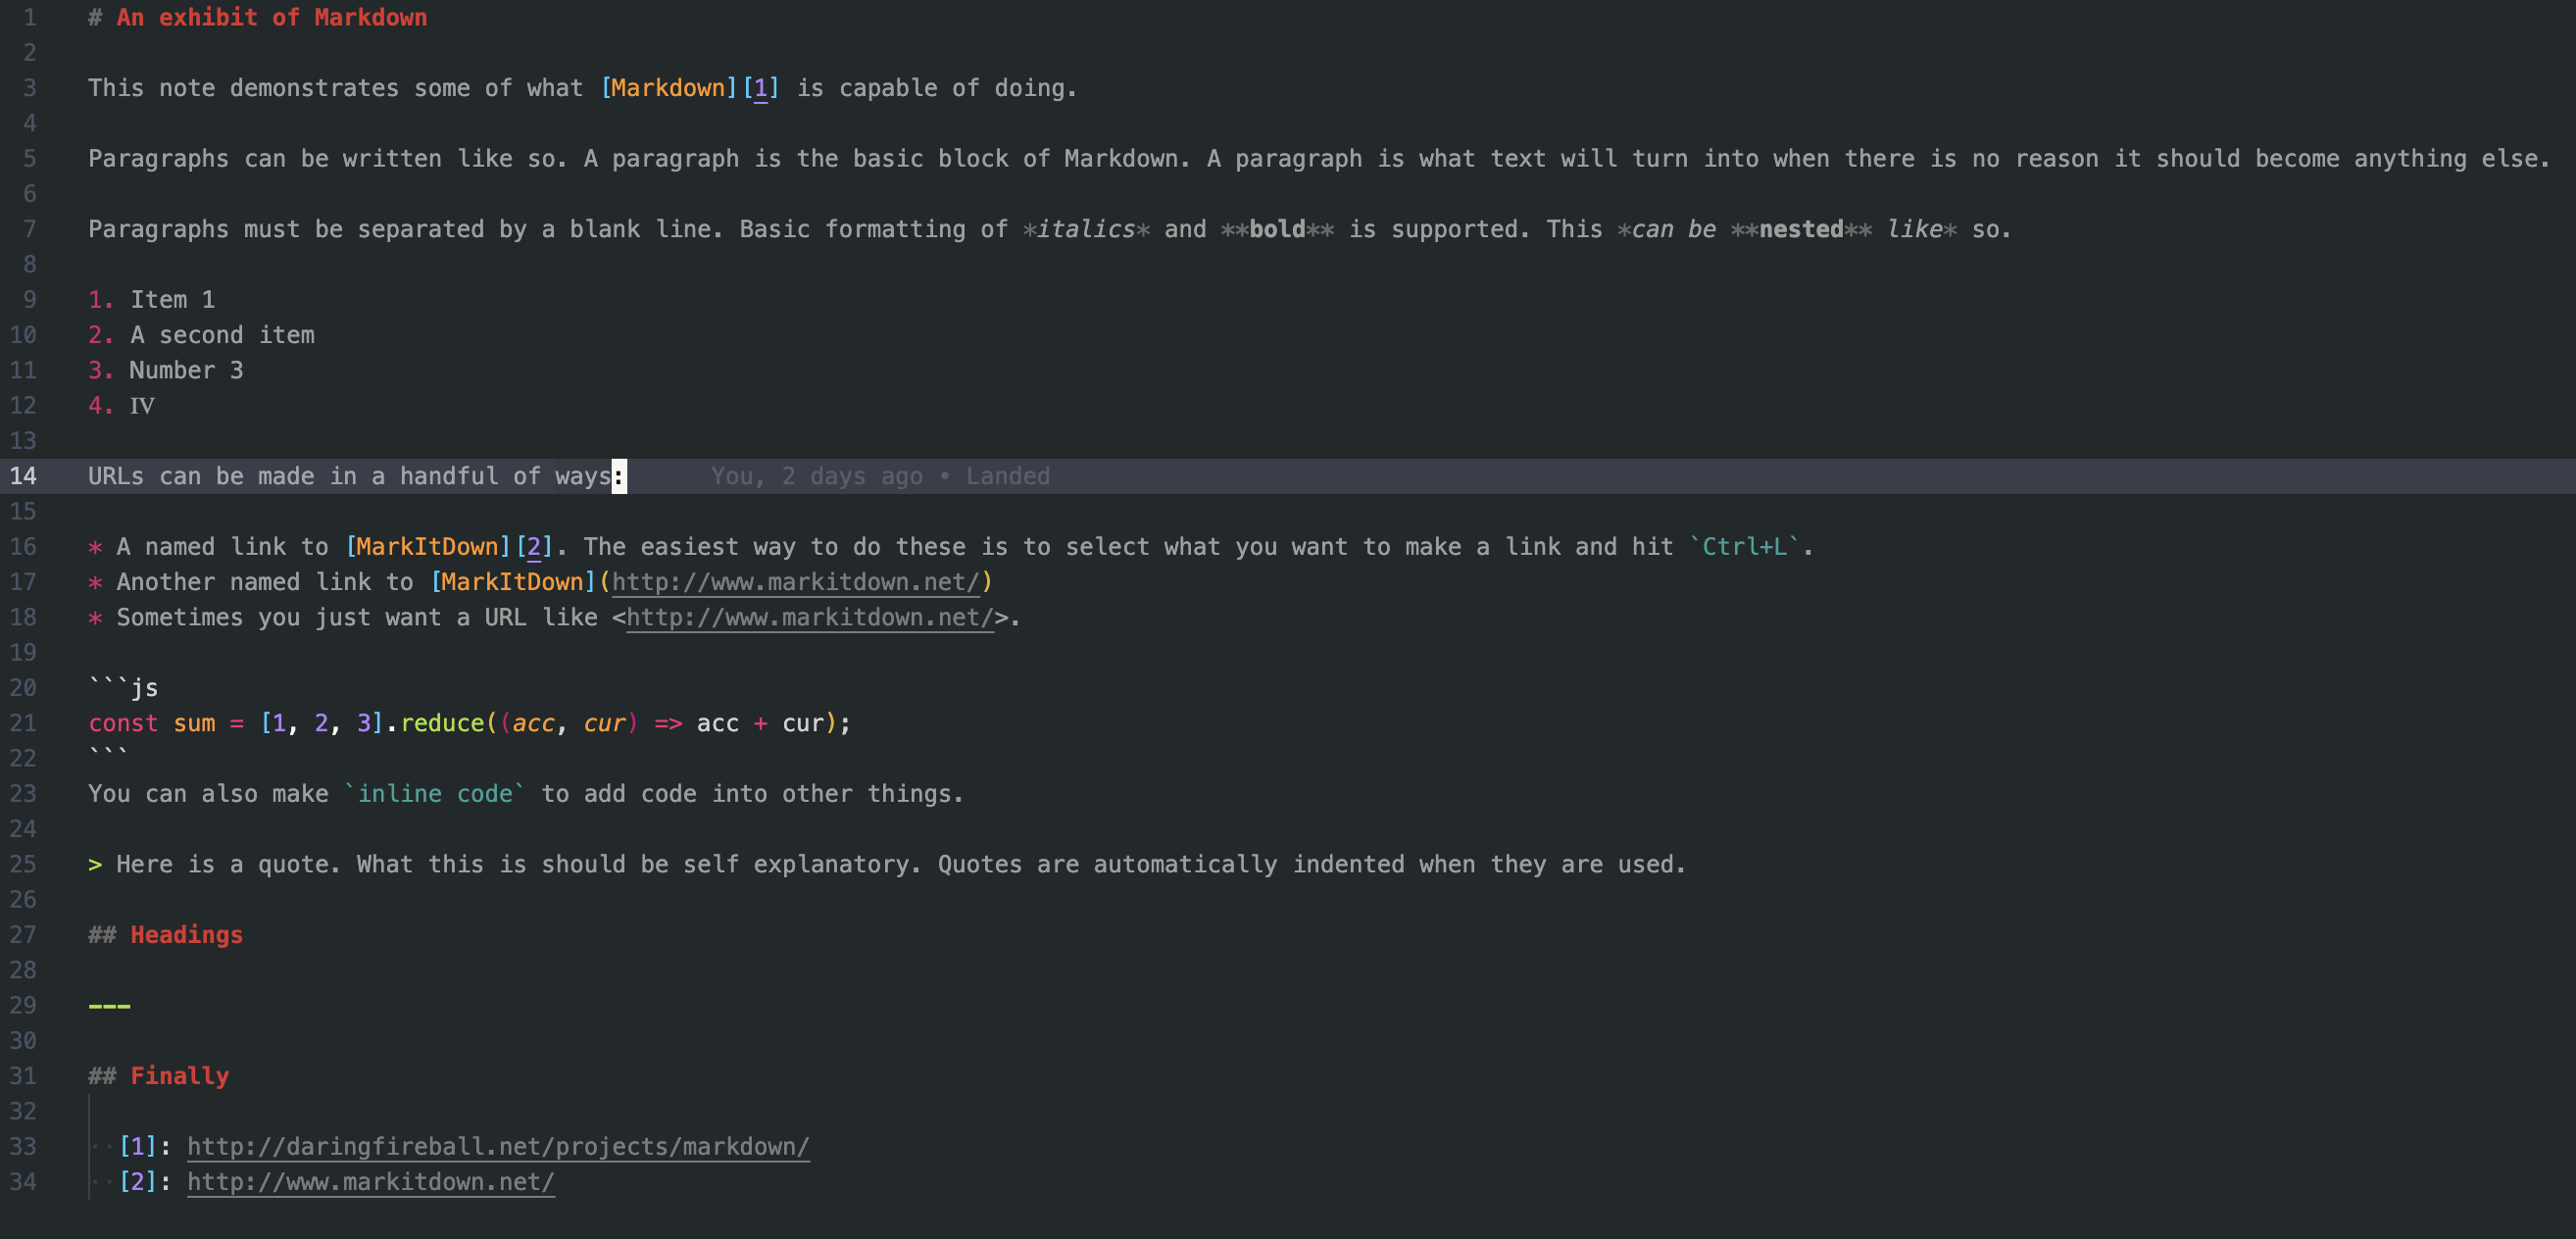 1 # An exhibit of Markdown
2
3 This note demonstrates some of what [Markdown][1] is capable of doing.
4
5 Paragraphs can be written like so. A paragraph is the basic block of Markdown. A paragraph is what text will turn into when there is no reason it should become anything else.
6
7 Paragraphs must be separated by a blank line. Basic formatting of *italics* and **bold** is supported. This *can be **nested** like* so.
8
9 1. Item 1
10 2. A second item
11 3. Number 3
12 4. Ⅳ
13
14 URLs can be made in a handful of ways: You, 2 days ago • Landed
15
16 * A named link to [MarkItDown][2]. The easiest way to do these is to select what you want to make a link and hit `Ctrl+L`.
17 * Another named link to [MarkItDown](http://www.markitdown.net/)
18 * Sometimes you just want a URL like <http://www.markitdown.net/>.
19
20 ```js
21 const sum = [1, 2, 3].reduce((acc, cur) => acc + cur);
22 ```
23 You can also make `inline code` to add code into other things.
24
25 > Here is a quote. What this is should be self explanatory. Quotes are automatically indented when they are used.
26
27 ## Headings
28
29 ---
30
31 ## Finally
32
33 [1]: http://daringfireball.net/projects/markdown/
34 [2]: http://www.markitdown.net/